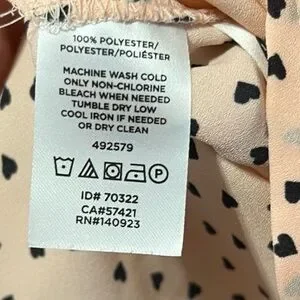 100% POLYESTER/
POLYESTER/POLIÉSTER
MACHINE WASH COLD
ONLY NON-CHLORINE
BLEACH WHEN NEEDED
TUMBLE DRY LOW
COOL IRON IF NEEDED
OR DRY CLEAN
492579
P
ID# 70322
CA#57421
RN#140923